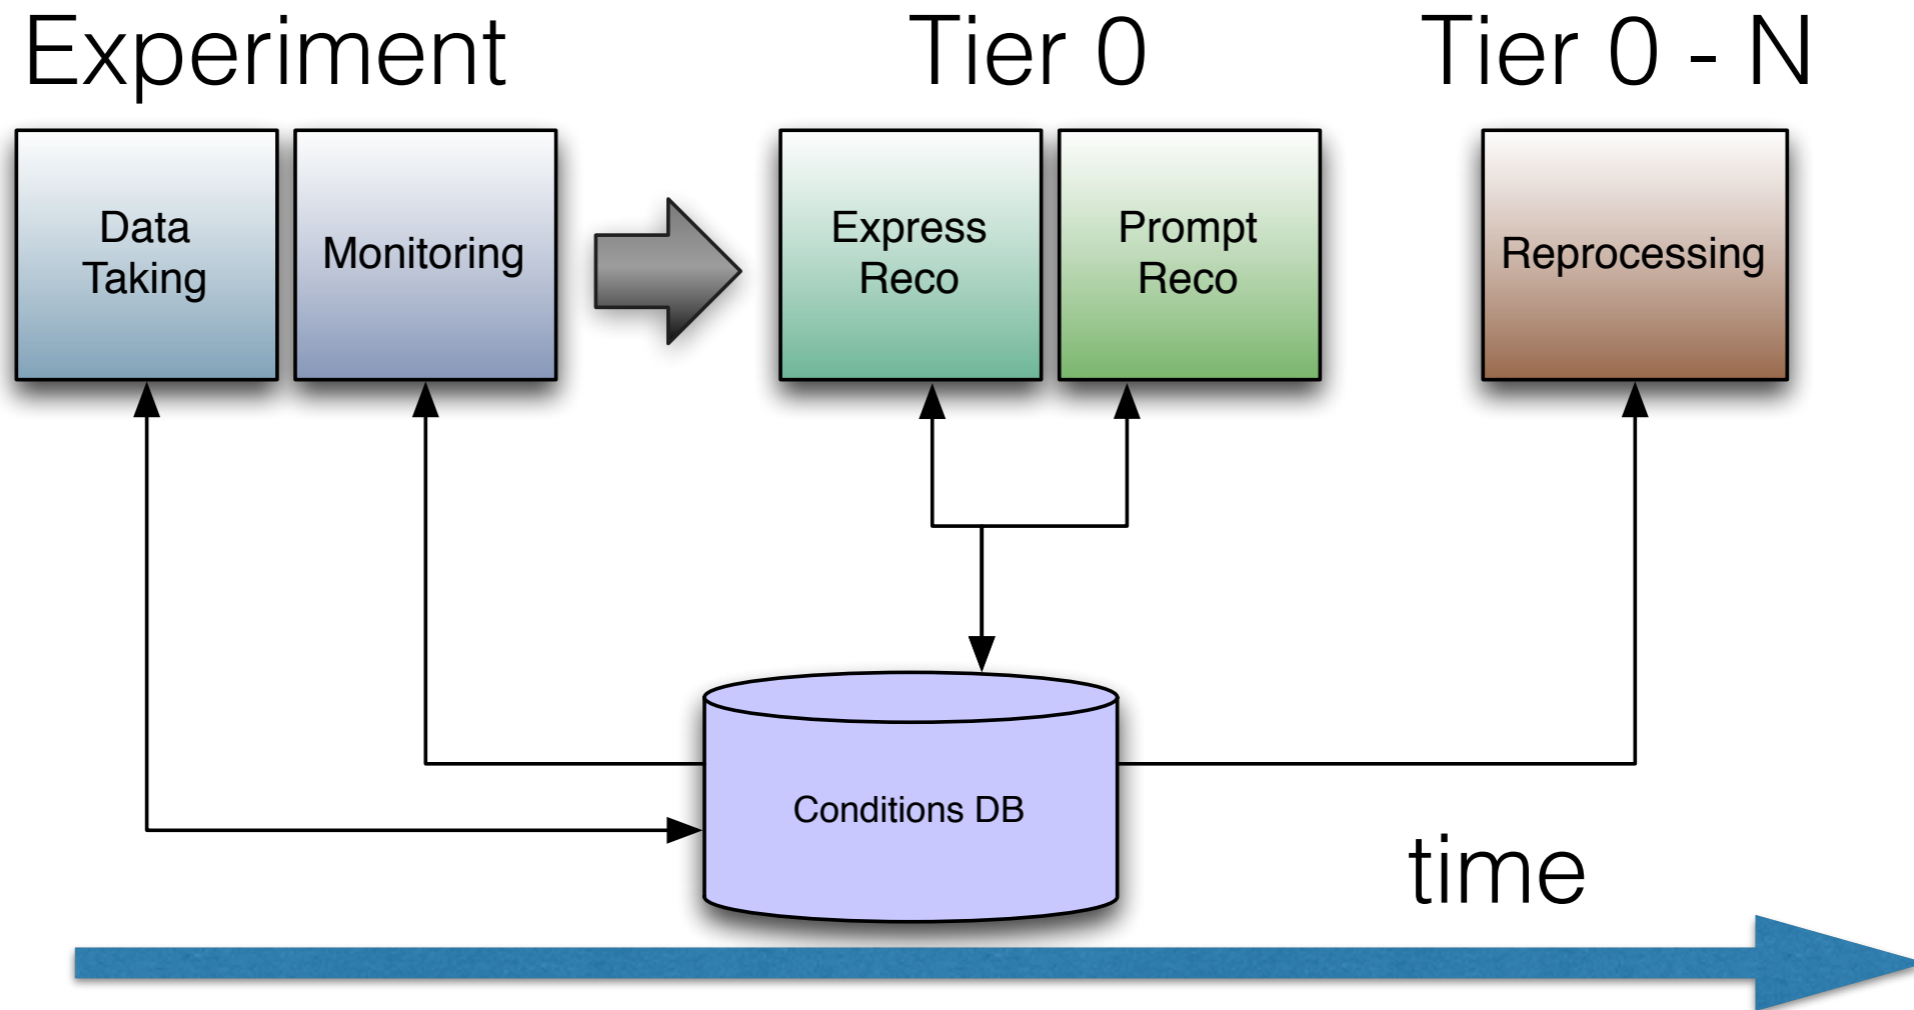 Experiment
Tier 0
Tier 0 - N
Data
Taking
Monitoring
Express
Reco
Prompt
Reco
Reprocessing
Conditions DB
time